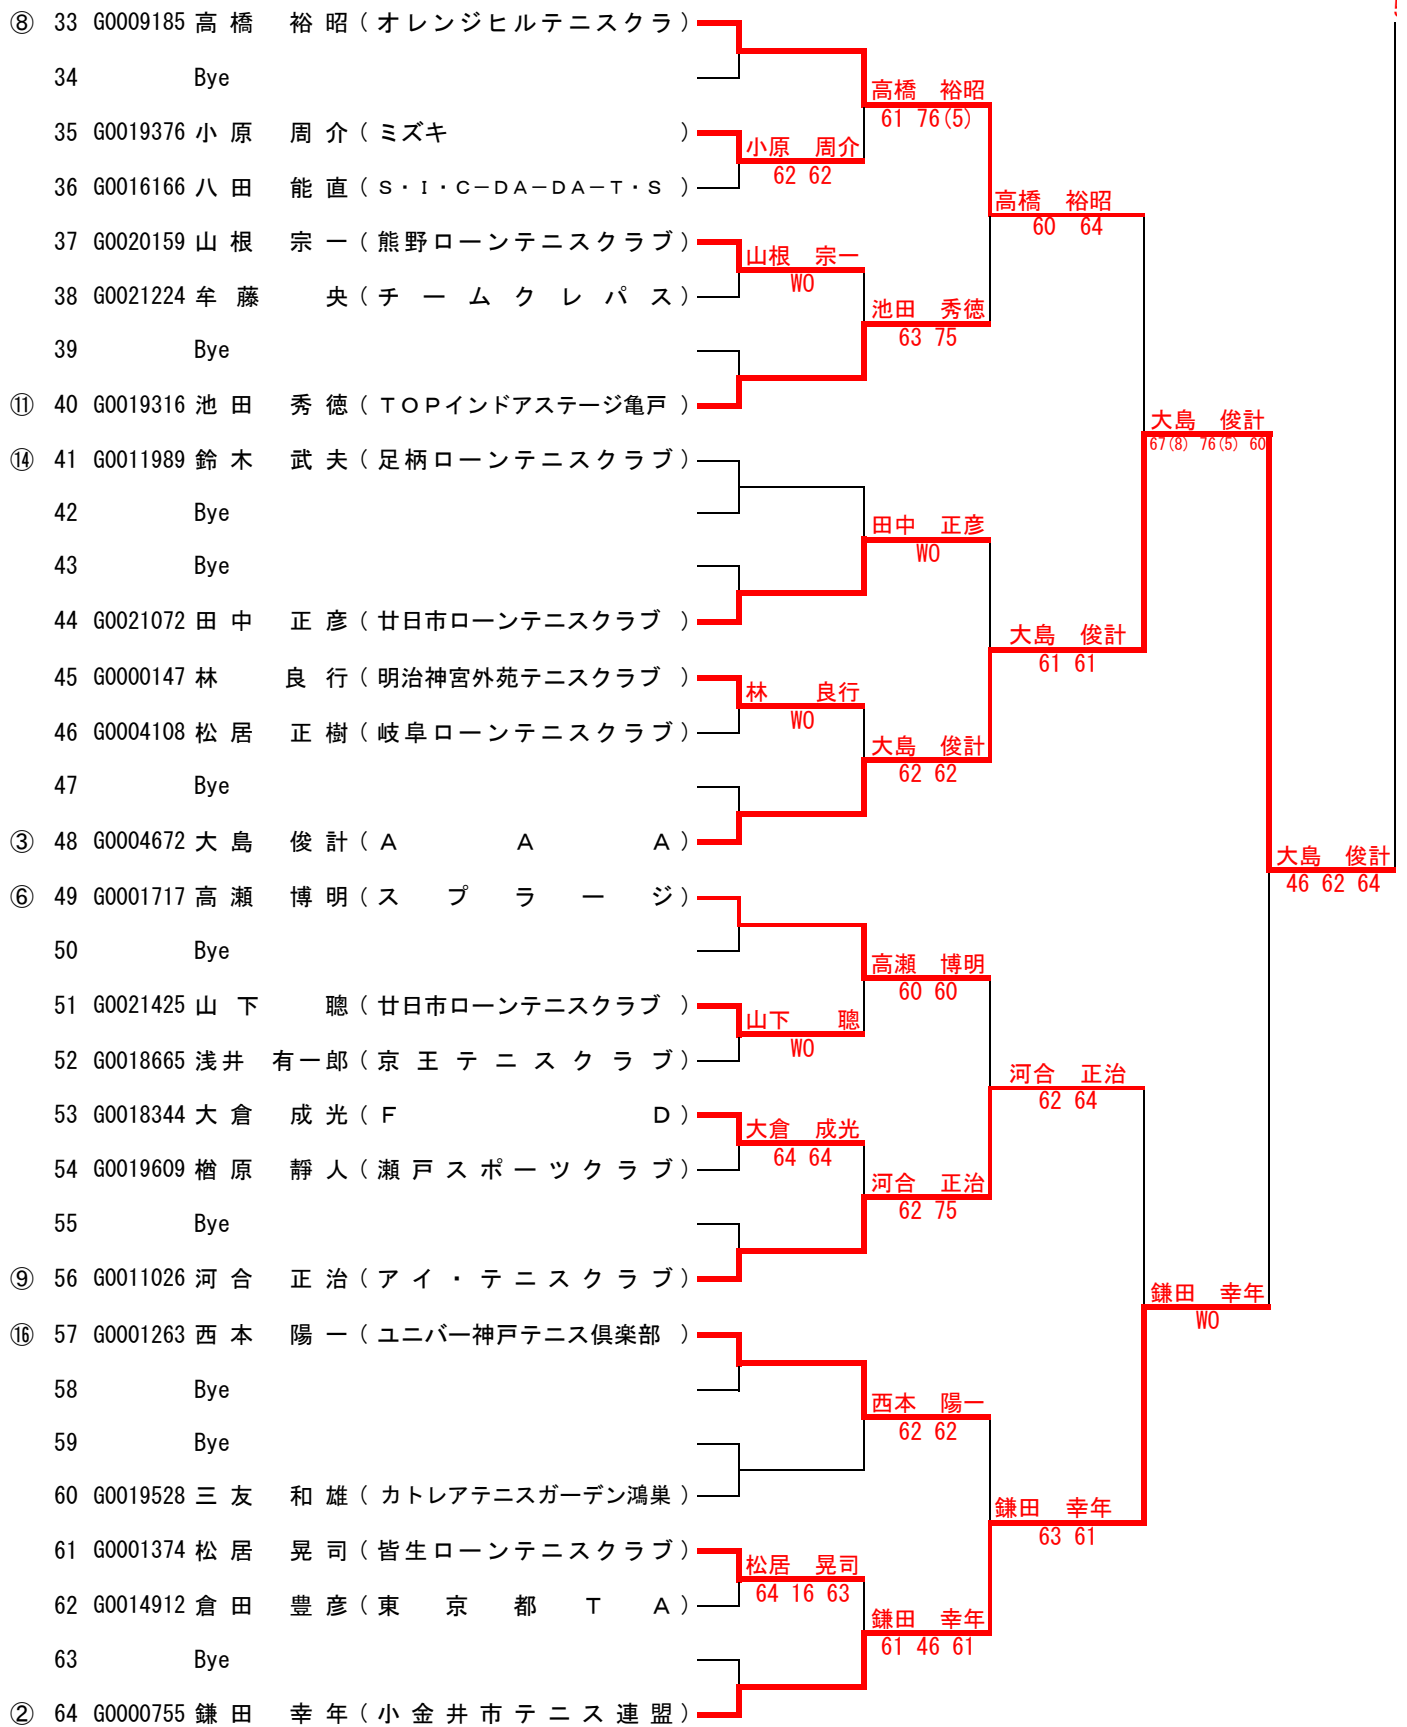 ⑧ 33 G0009185 高橋 裕昭 (オレンジヒルテニスクラ)
34 Bye
高橋 裕昭
61 76(5)
35 G0019376 小原 周介 (ミズキ)
小原 周介
62 62
36 G0016166 八田 能直 (S・I・C－DA－DA－T・S)
高橋 裕昭
60 64
37 G0020159 山根 宗一 (熊野ローンテニスクラブ)
山根 宗一
WO
38 G0021224 牟藤 央 (チームクレパス)
池田 秀徳
63 75
39 Bye
⑪ 40 G0019316 池田 秀徳 (TOPインドアステージ亀戸)
大島 俊計
67(8) 76(5) 60
⑭ 41 G0011989 鈴木 武夫 (足柄ローンテニスクラブ)
42 Bye
田中 正彦
WO
43 Bye
44 G0021072 田中 正彦 (廿日市ローンテニスクラブ)
大島 俊計
61 61
45 G0000147 林 良行 (明治神宮外苑テニスクラブ)
林 良行
WO
46 G0004108 松居 正樹 (岐阜ローンテニスクラブ)
大島 俊計
62 62
47 Bye
③ 48 G0004672 大島 俊計 (AAA)
大島 俊計
46 62 64
⑥ 49 G0001717 高瀬 博明 (スプラージ)
50 Bye
高瀬 博明
60 60
51 G0021425 山下 聰 (廿日市ローンテニスクラブ)
山下 聰
WO
52 G0018665 浅井 有一郎 (京王テニスクラブ)
河合 正治
62 64
53 G0018344 大倉 成光 (FD)
大倉 成光
64 64
54 G0019609 楢原 靜人 (瀬戸スポーツクラブ)
河合 正治
62 75
55 Bye
⑨ 56 G0011026 河合 正治 (アイ・テニスクラブ)
鎌田 幸年
WO
⑯ 57 G0001263 西本 陽一 (ユニバー神戸テニス倶楽部)
58 Bye
西本 陽一
62 62
59 Bye
60 G0019528 三友 和雄 (カトレアテニスガーデン鴻巣)
鎌田 幸年
63 61
61 G0001374 松居 晃司 (皆生ローンテニスクラブ)
松居 晃司
64 16 63
62 G0014912 倉田 豊彦 (東京都TA)
鎌田 幸年
61 46 61
63 Bye
② 64 G0000755 鎌田 幸年 (小金井市テニス連盟)